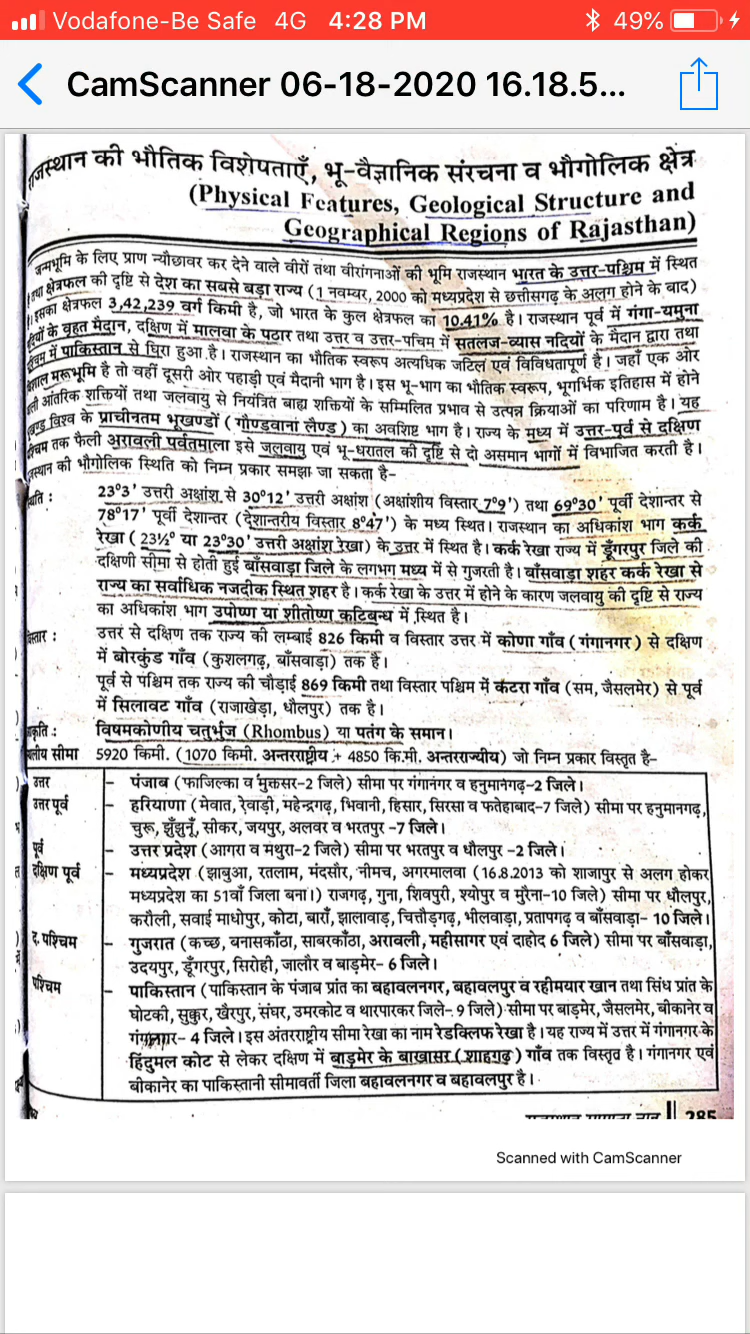 Vodafone-Be Safe 4G 4:28 PM 49%
CamScanner 06-18-2020 16.18.5...
राजस्थान की भौतिक विशेषताएँ, भू-वैज्ञानिक संरचना व भौगोलिक क्षेत्र
(Physical Features, Geological Structure and
Geographical Regions of Rajasthan)
जन्मभूमि के लिए प्राण न्यौछावर कर देने वाले वीरों तथा वीरांगनाओं की भूमि राजस्थान भारत के उत्तर-पश्चिम में स्थित
तथा क्षेत्रफल की दृष्टि से देश का सबसे बड़ा राज्य (1 नवम्बर, 2000 को मध्यप्रदेश से छत्तीसगढ़ के अलग होने के बाद)
इसका क्षेत्रफल 3,42,239 वर्ग किमी है, जो भारत के कुल क्षेत्रफल का 10.41% है। राजस्थान पूर्व में गंगा-यमुना
के वृहत मैदान, दक्षिण में मालवा के पठार तथा उत्तर व उत्तर-पश्चिम में सतलज-व्यास नदियों के मैदान द्वारा तथा
में पाकिस्तान से घिरा हुआ है। राजस्थान का भौतिक स्वरूप अत्यधिक जटिल एवं विविधतापूर्ण है। जहाँ एक ओर
मरूभूमि है तो वहीं दूसरी ओर पहाड़ी एवं मैदानी भाग है। इस भू-भाग का भौतिक स्वरूप, भूगर्भिक इतिहास में होने
आंतरिक शक्तियों तथा जलवायु से नियंत्रित बाह्य शक्तियों के सम्मिलित प्रभाव से उत्पन्न क्रियाओं का परिणाम है। यह
विश्व के प्राचीनतम भूखण्डों (गौण्डवानां लैण्ड) का अवशिष्ट भाग है। राज्य के मध्य में उत्तर-पूर्व से दक्षिण
तक फैली अरावली पर्वतमाला इसे जलवायु एवं भू-धरातल की दृष्टि से दो असमान भागों में विभाजित करती है।
की भौगोलिक स्थिति को निम्न प्रकार समझा जा सकता है-
23°3' उत्तरी अक्षांश से 30°12' उत्तरी अक्षांश (अक्षांशीय विस्तार 7°9') तथा 69°30' पूर्वी देशान्तर से
78°17' पूर्वी देशान्तर (देशान्तरीय विस्तार 8°47') के मध्य स्थित। राजस्थान का अधिकांश भाग कर्क
रेखा (23½° या 23°30' उत्तरी अक्षांश रेखा) के उत्तर में स्थित है। कर्क रेखा राज्य में डूँगरपुर जिले की
दक्षिणी सीमा से होती हुई बाँसवाड़ा जिले के लगभग मध्य में से गुजरती है। बाँसवाड़ा शहर कर्क रेखा से
राज्य का सर्वाधिक नजदीक स्थित शहर है। कर्क रेखा के उत्तर में होने के कारण जलवायु की दृष्टि से राज्य
का अधिकांश भाग उपोष्ण या शीतोष्ण कटिबन्ध में स्थित है।
उत्तर से दक्षिण तक राज्य की लम्बाई 826 किमी व विस्तार उत्तर में कोणा गाँव (गंगानगर) से दक्षिण
में बोरकुंड गाँव (कुशलगढ़, बाँसवाड़ा) तक है।
पूर्व से पश्चिम तक राज्य की चौड़ाई 869 किमी तथा विस्तार पश्चिम में कटरा गाँव (सम, जैसलमेर) से पूर्व
में सिलावट गाँव (राजाखेड़ा, धौलपुर) तक है।
विषमकोणीय चतुर्भुज (Rhombus) या पतंग के समान।
सीमा 5920 किमी. (1070 किमी. अन्तरराष्ट्रीय + 4850 कि.मी. अन्तरराज्यीय) जो निम्न प्रकार विस्तृत है-
उत्तर – पंजाब (फाजिल्का व मुक्तसर-2 जिले) सीमा पर गंगानगर व हनुमानगढ़-2 जिले।
उत्तर पूर्व – हरियाणा (मेवात, रेवाड़ी, महेन्द्रगढ़, भिवानी, हिसार, सिरसा व फतेहाबाद-7 जिले) सीमा पर हनुमानगढ़,
चुरू, झुँझुनूँ, सीकर, जयपुर, अलवर व भरतपुर -7 जिले।
पूर्व – उत्तर प्रदेश (आगरा व मथुरा-2 जिले) सीमा पर भरतपुर व धौलपुर -2 जिले।
दक्षिण पूर्व – मध्यप्रदेश (झाबुआ, रतलाम, मंदसौर, नीमच, अगरमालवा (16.8.2013 को शाजापुर से अलग होकर
मध्यप्रदेश का 51वाँ जिला बना।) राजगढ़, गुना, शिवपुरी, श्योपुर व मुरैना-10 जिले) सीमा पर धौलपुर,
करौली, सवाई माधोपुर, कोटा, बाराँ, झालावाड़, चित्तौड़गढ़, भीलवाड़ा, प्रतापगढ़ व बाँसवाड़ा- 10 जिले।
द. पश्चिम – गुजरात (कच्छ, बनासकाँठा, साबरकाँठा, अरावली, महीसागर एवं दाहोद 6 जिले) सीमा पर बाँसवाड़ा,
उदयपुर, डूँगरपुर, सिरोही, जालौर व बाड़मेर- 6 जिले।
पश्चिम – पाकिस्तान (पाकिस्तान के पंजाब प्रांत का बहावलनगर, बहावलपुर व रहीमयार खान तथा सिंध प्रांत के
घोटकी, सुक्कुर, खैरपुर, संघर, उमरकोट व थारपारकर जिले- 9 जिले) सीमा पर बाड़मेर, जैसलमेर, बीकानेर व
गंगानगर- 4 जिले। इस अंतरराष्ट्रीय सीमा रेखा का नाम रेडक्लिफ रेखा है। यह राज्य में उत्तर में गंगानगर के
हिंदुमल कोट से लेकर दक्षिण में बाड़मेर के बाखासर (शाहगढ़) गाँव तक विस्तृत है। गंगानगर एवं
बीकानेर का पाकिस्तानी सीमावर्ती जिला बहावलनगर व बहावलपुर है।
285
Scanned with CamScanner